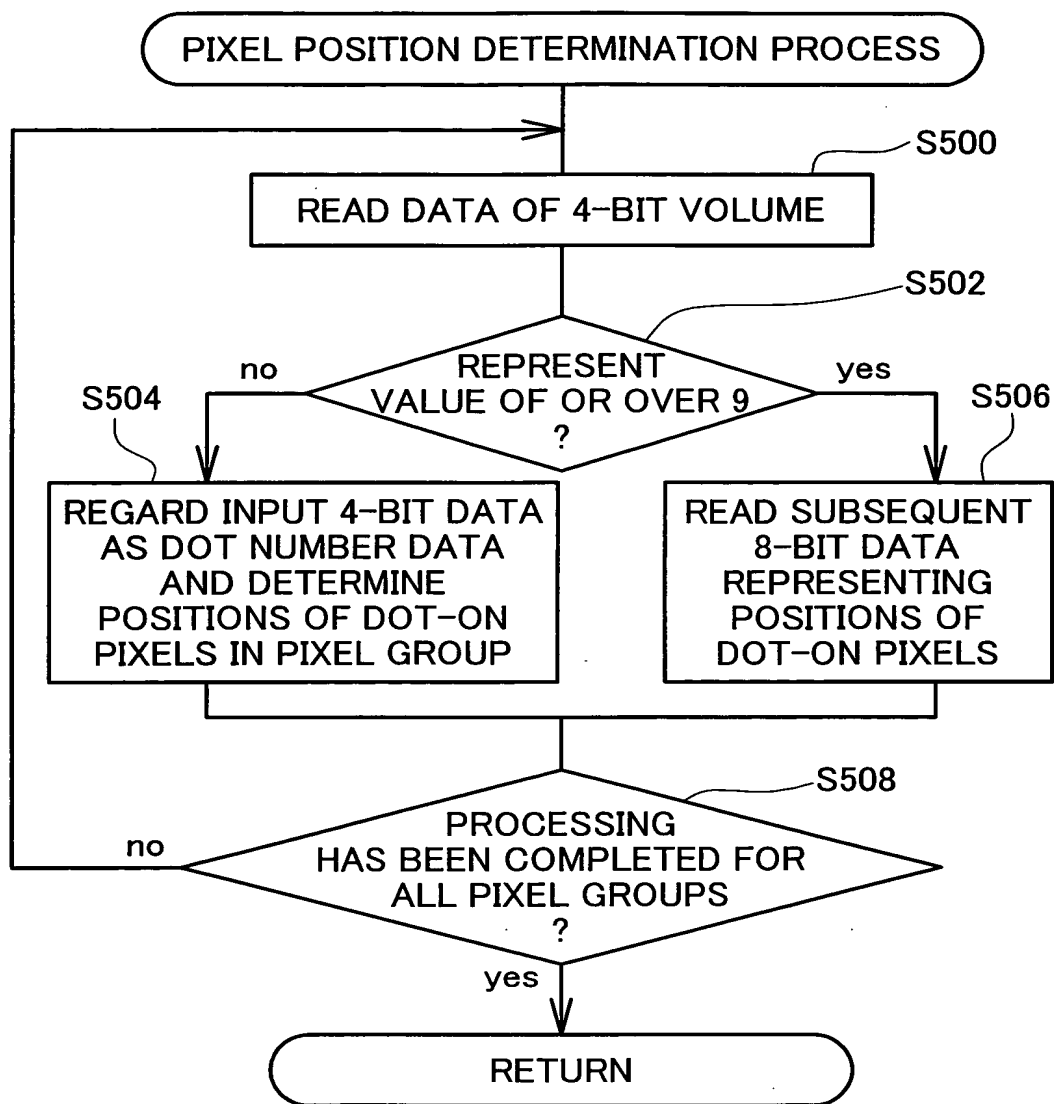 PIXEL POSITION DETERMINATION PROCESS
S500
READ DATA OF 4-BIT VOLUME
S502
REPRESENT
VALUE OF OR OVER 9
?
no
yes
S504
S506
REGARD INPUT 4-BIT DATA
AS DOT NUMBER DATA
AND DETERMINE
POSITIONS OF DOT-ON
PIXELS IN PIXEL GROUP
READ SUBSEQUENT
8-BIT DATA
REPRESENTING
POSITIONS OF
DOT-ON PIXELS
S508
PROCESSING
HAS BEEN COMPLETED FOR
ALL PIXEL GROUPS
?
no
yes
RETURN